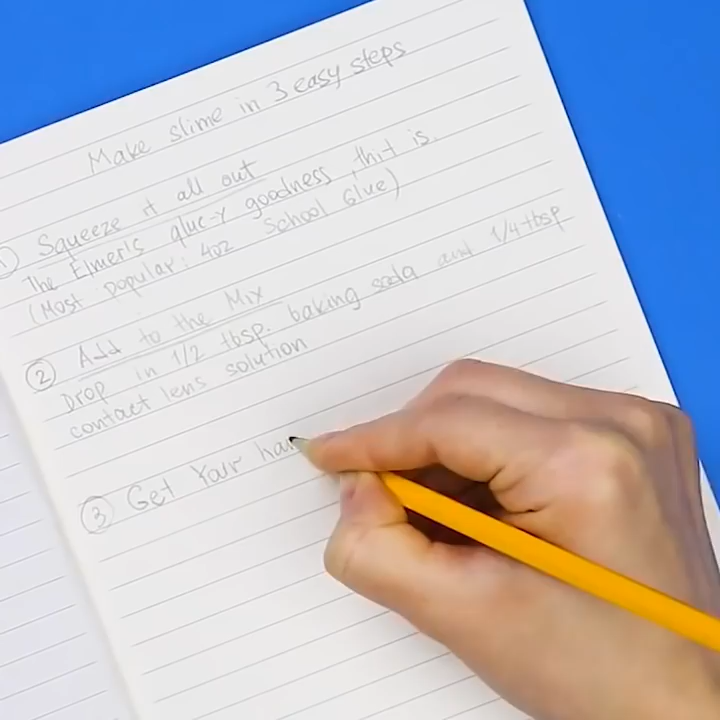 Make slime in 3 easy steps
① Squeeze it all out
The Elmer's glue-y goodness, that is.
(Most popular: 4oz School Glue)
② Add to the Mix
Drop in 1/2 tbsp. baking soda and 1/4 tbsp
contact lens solution
③ Get Your han